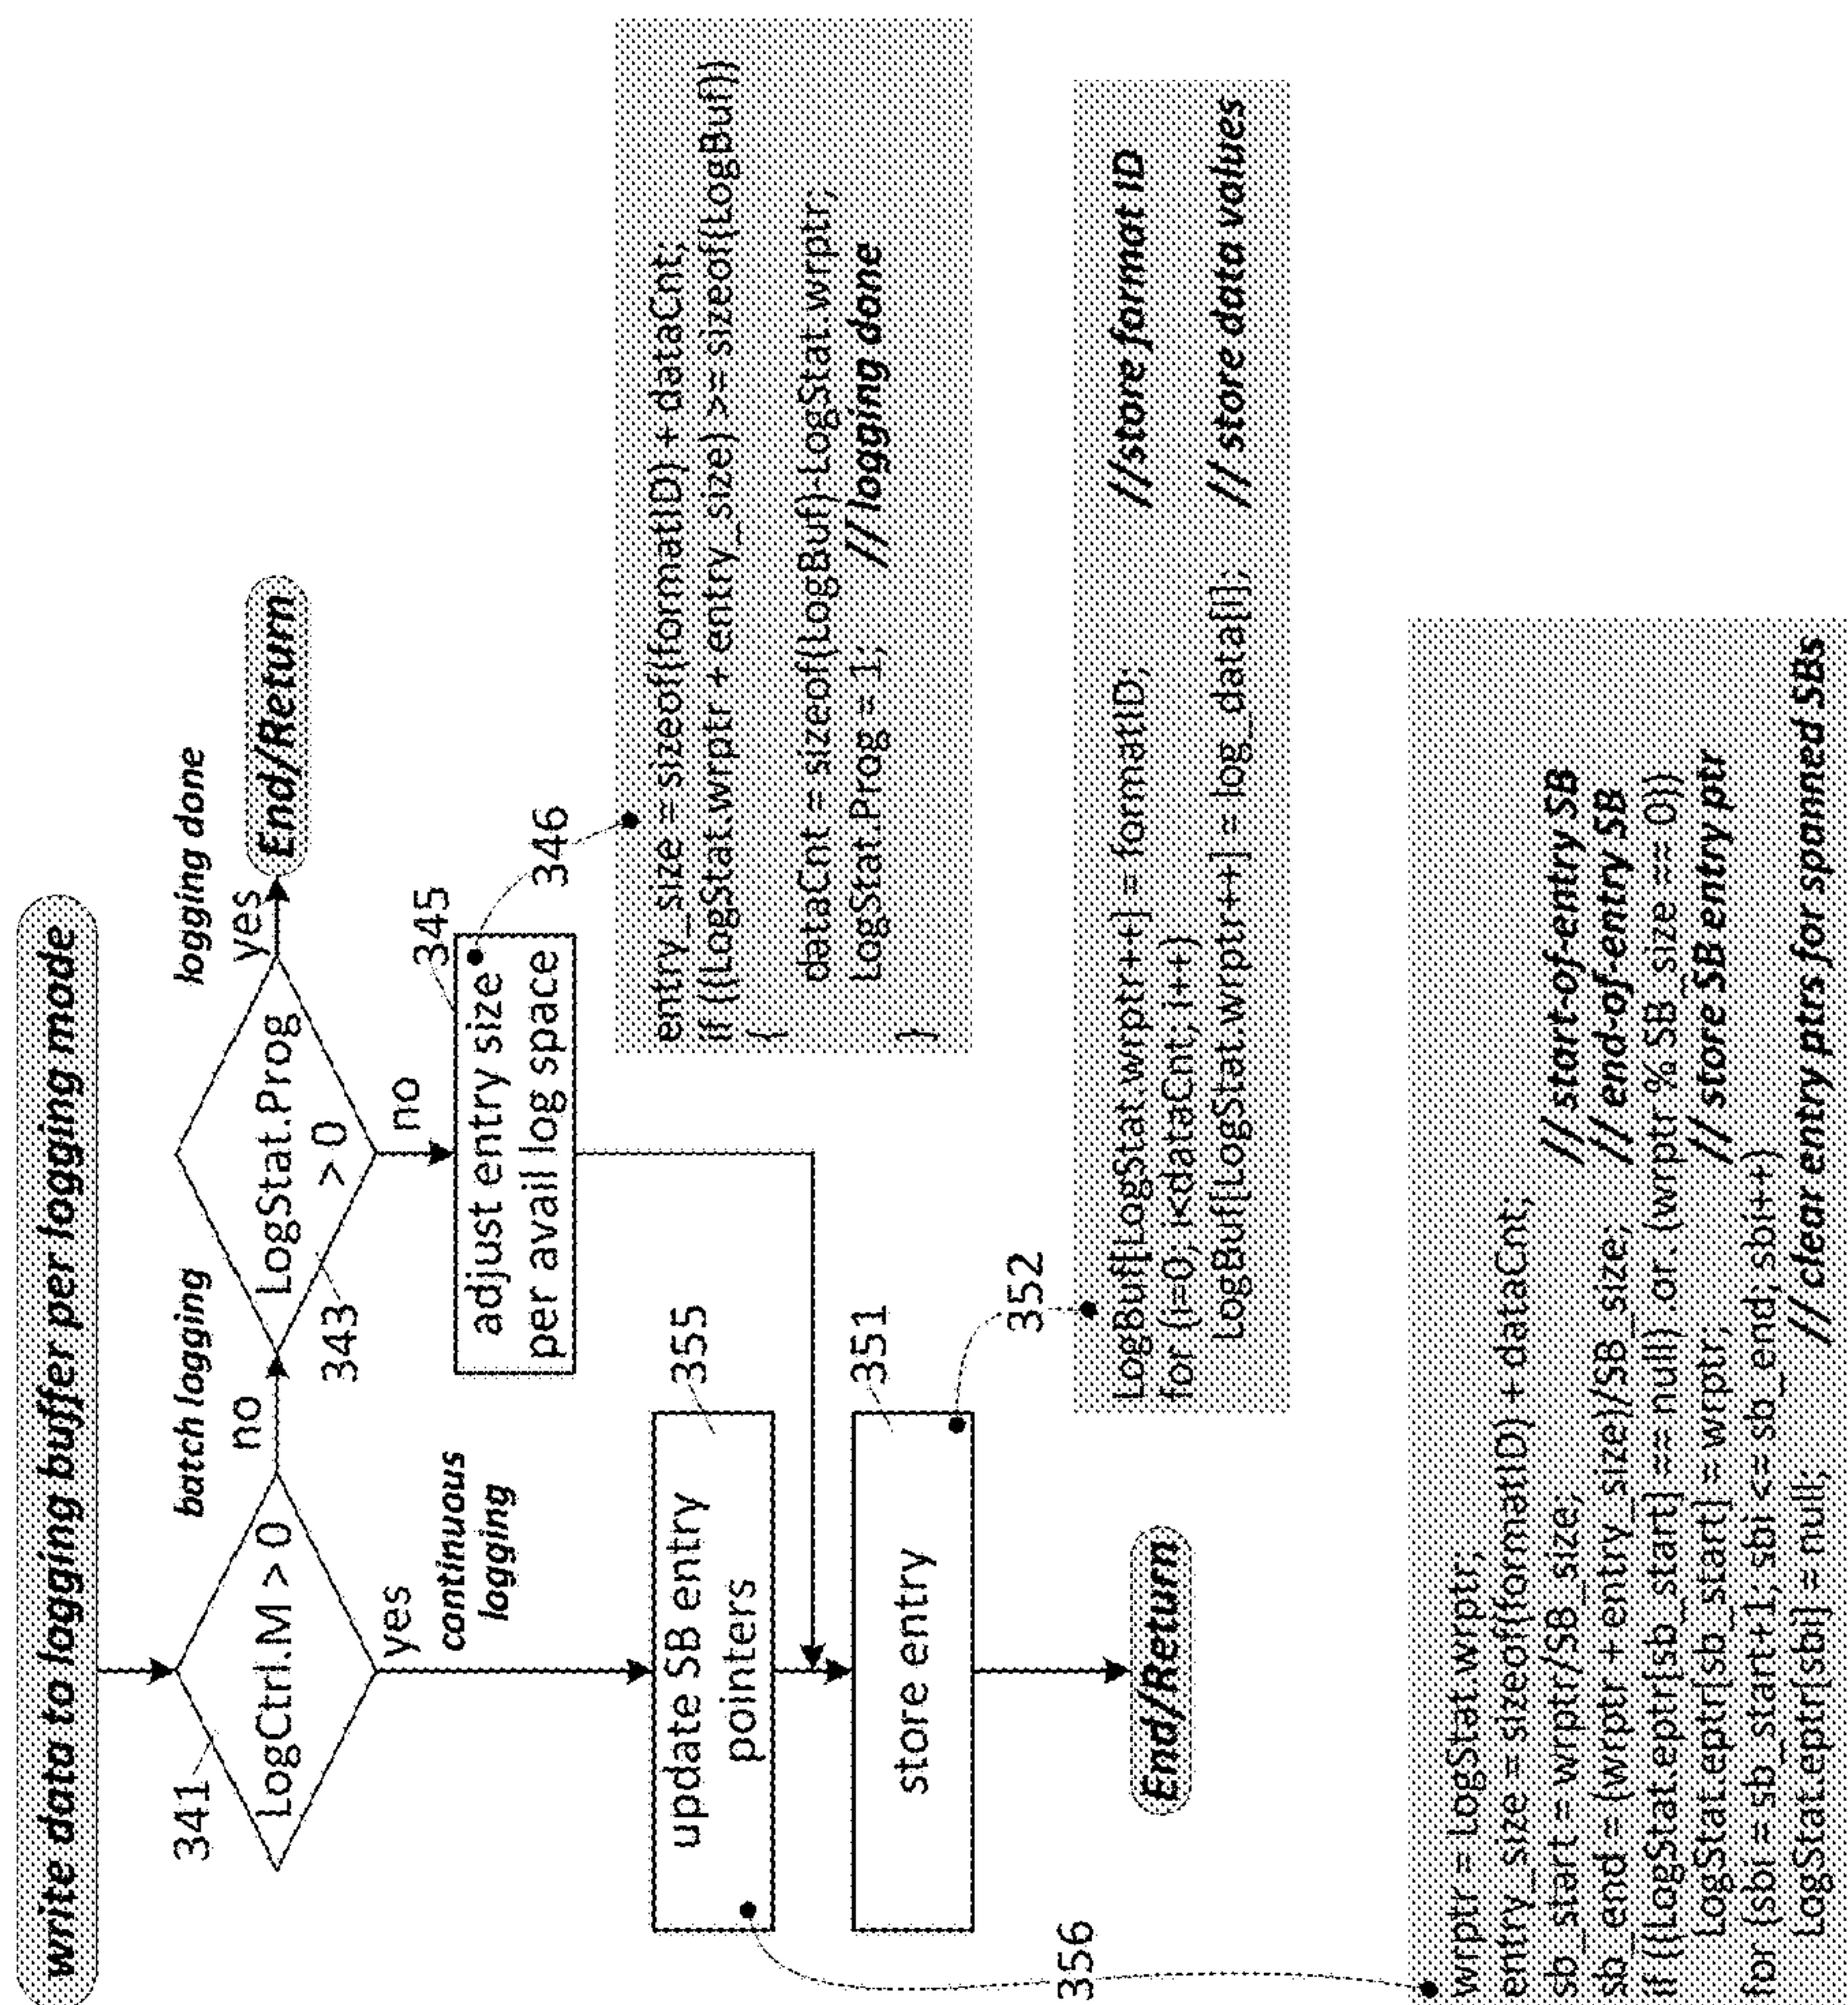 write data to logging buffer per logging mode
341
LogCtrl.M > 0
batch logging
no
343
LogStat.Prog
> 0
logging done
yes
End/Return
yes
continuous
logging
no
345
adjust entry size
per avail log space
346
entry_size = sizeof(formatID) + dataCnt;
if ((LogStat.wrptr + entry_size) >= sizeof(LogBuf))
{
dataCnt = sizeof(LogBuf)-LogStat.wrptr;
LogStat.Prog = 1; //logging done
}
update SB entry
pointers
355
store entry
351
352
LogBuf[LogStat.wrptr++] = formatID; //store format ID
for (i=0, i<dataCnt; i++)
LogBuf[LogStat.wrptr++] = log_data[i]; // store data values
End/Return
356
wrptr = LogStat.wrptr;
entry_size = sizeof(formatID) + dataCnt;
sb_start = wrptr/SB_size; // start-of-entry SB
sb_end = (wrptr + entry_size)/SB_size; // end-of-entry SB
if ((LogStat.eptr[sb_start] == null) .or. (wrptr % SB_size == 0))
LogStat.eptr[sb_start] = wrptr; // store SB entry ptr
for (sbi = sb_start+1; sbi <= sb_end; sbi++)
LogStat.eptr[sbi] = null; // clear entry ptrs for spanned SBs